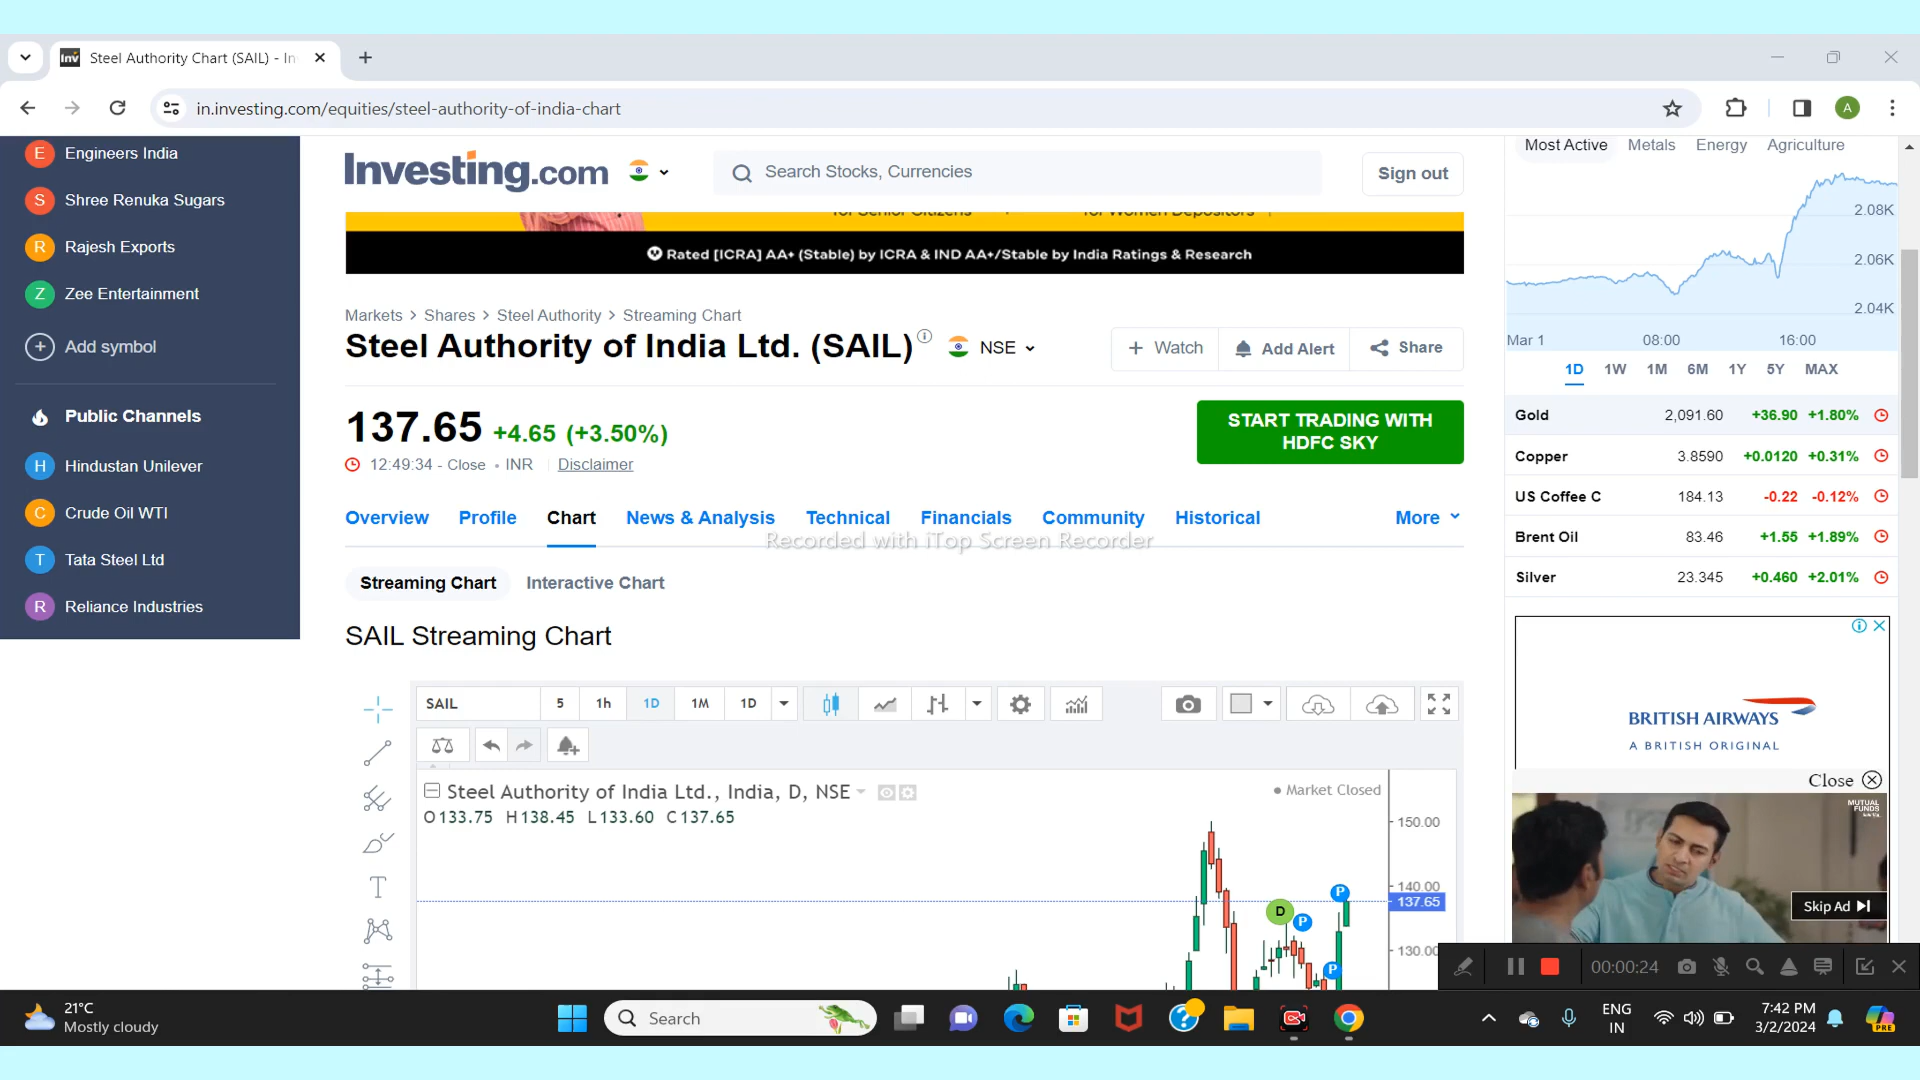 Steel Authority Chart (SAIL) - In
in.investing.com/equities/steel-authority-of-india-chart
A
E Engineers India
S Shree Renuka Sugars
R Rajesh Exports
Z Zee Entertainment
+ Add symbol
Public Channels
H Hindustan Unilever
C Crude Oil WTI
T Tata Steel Ltd
R Reliance Industries
Investing.com
Search Stocks, Currencies
Sign out
for Senior Citizens
for Women Depositors
Rated [ICRA] AA+ (Stable) by ICRA & IND AA+/Stable by India Ratings & Research
Markets > Shares > Steel Authority > Streaming Chart
Steel Authority of India Ltd. (SAIL)
NSE
+ Watch
Add Alert
Share
137.65 +4.65 (+3.50%)
12:49:34 - Close • INR
Disclaimer
START TRADING WITH
HDFC SKY
Overview Profile Chart News & Analysis Technical Financials Community Historical More
Recorded with iTop Screen Recorder
Streaming Chart Interactive Chart
SAIL Streaming Chart
SAIL 5 1h 1D 1M 1D
Steel Authority of India Ltd., India, D, NSE
• Market Closed
O133.75 H138.45 L133.60 C137.65
150.00
140.00
137.65
130.00
D
P
P
P
Most Active Metals Energy Agriculture
2.08K
2.06K
2.04K
Mar 1 08:00 16:00
1D 1W 1M 6M 1Y 5Y MAX
Gold 2,091.60 +36.90 +1.80%
Copper 3.8590 +0.0120 +0.31%
US Coffee C 184.13 -0.22 -0.12%
Brent Oil 83.46 +1.55 +1.89%
Silver 23.345 +0.460 +2.01%
BRITISH AIRWAYS
A BRITISH ORIGINAL
Close
MUTUAL
FUNDS
Skip Ad
00:00:24
21°C
Mostly cloudy
Search
ENG
IN
7:42 PM
3/2/2024
PRE